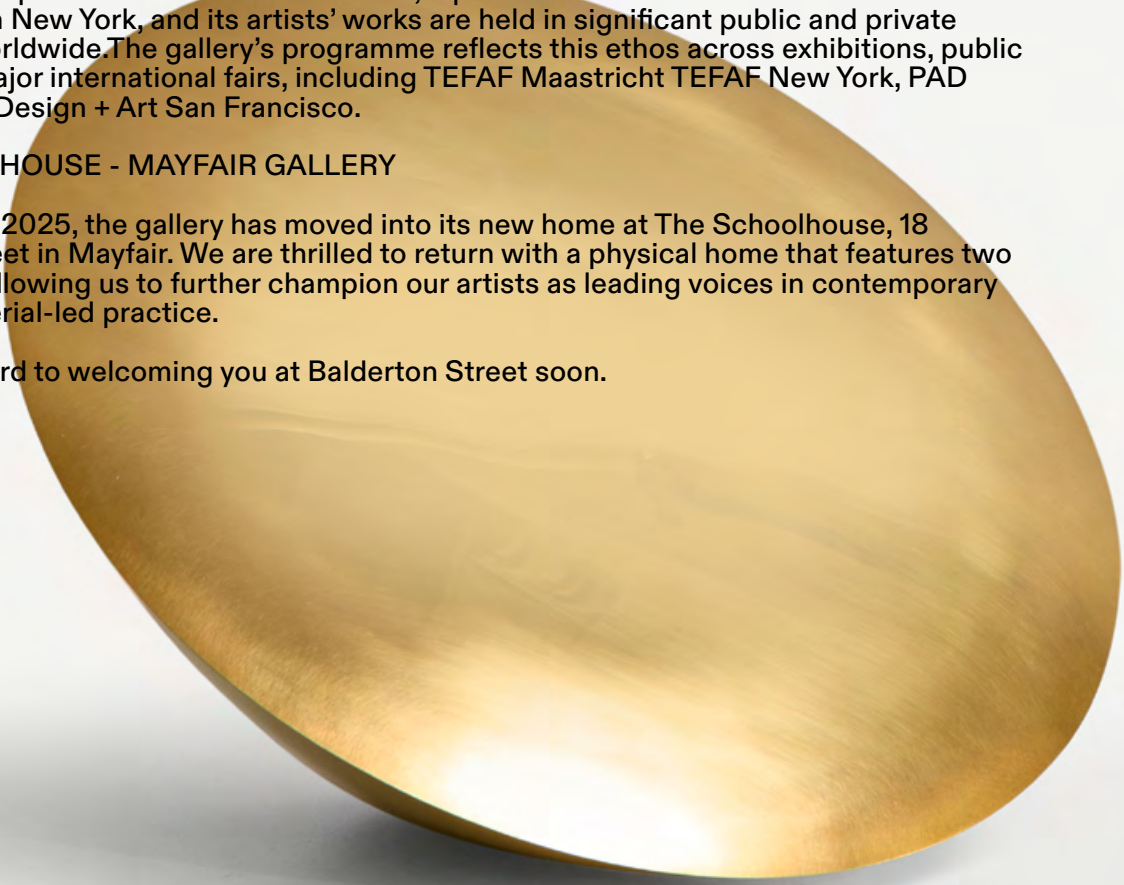 New York, and its artists’ works are held in significant public and private
rldwide.The gallery’s programme reflects this ethos across exhibitions, public
ajor international fairs, including TEFAF Maastricht TEFAF New York, PAD
Design + Art San Francisco.
HOUSE - MAYFAIR GALLERY
2025, the gallery has moved into its new home at The Schoolhouse, 18
eet in Mayfair. We are thrilled to return with a physical home that features two
llowing us to further champion our artists as leading voices in contemporary
rial-led practice.
rd to welcoming you at Balderton Street soon.